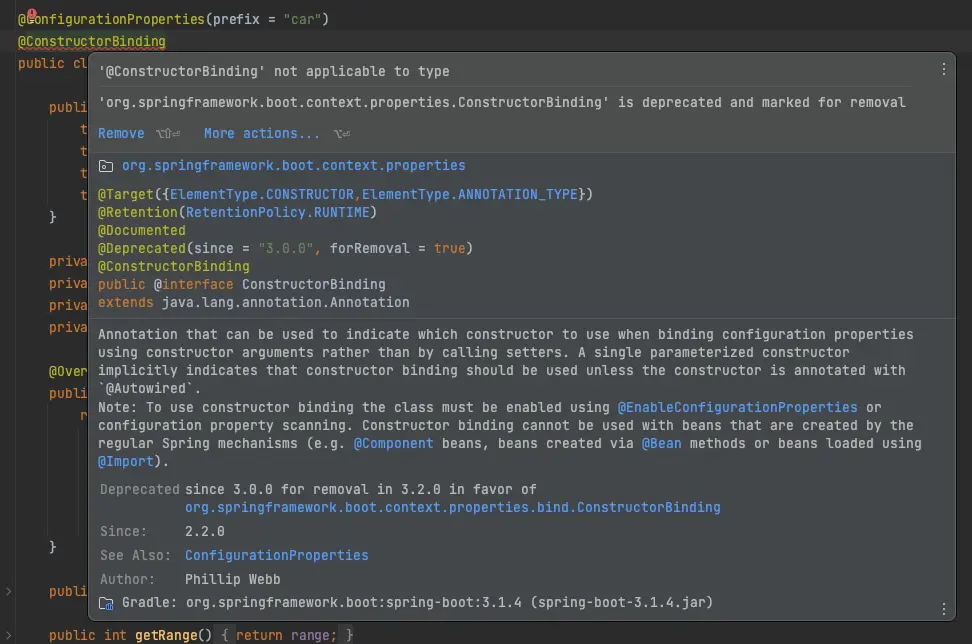 @ConfigurationProperties(prefix = "car")
@ConstructorBinding
public cl
'@ConstructorBinding' not applicable to type
'org.springframework.boot.context.properties.ConstructorBinding' is deprecated and marked for removal
Remove ⌥⇧⏎ More actions... ⌥⏎
org.springframework.boot.context.properties
@Target({ElementType.CONSTRUCTOR,ElementType.ANNOTATION_TYPE})
@Retention(RetentionPolicy.RUNTIME)
@Documented
@Deprecated(since = "3.0.0", forRemoval = true)
@ConstructorBinding
public @interface ConstructorBinding
extends java.lang.annotation.Annotation
Annotation that can be used to indicate which constructor to use when binding configuration properties
using constructor arguments rather than by calling setters. A single parameterized constructor
implicitly indicates that constructor binding should be used unless the constructor is annotated with
`@Autowired`.
Note: To use constructor binding the class must be enabled using @EnableConfigurationProperties or
configuration property scanning. Constructor binding cannot be used with beans that are created by the
regular Spring mechanisms (e.g. @Component beans, beans created via @Bean methods or beans loaded using
@Import).
Deprecated since 3.0.0 for removal in 3.2.0 in favor of
org.springframework.boot.context.properties.bind.ConstructorBinding
Since: 2.2.0
See Also: ConfigurationProperties
Author: Phillip Webb
Gradle: org.springframework.boot:spring-boot:3.1.4 (spring-boot-3.1.4.jar)
publi
t
t
t
t
}
priva
priva
priva
priva
@Over
publi
r
}
publi
public int getRange() { return range; }